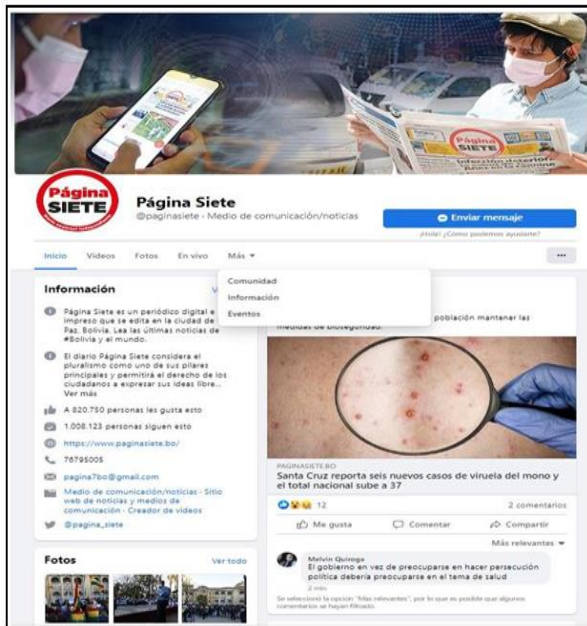 Página
SIETE
Página Siete
@paginasiete · Medio de comunicación/noticias
Enviar mensaje
¡Hola! ¿Cómo podemos ayudarte?
Inicio
Videos
Fotos
En vivo
Más
Comunidad
Información
Eventos
Información
Página Siete es un periódico digital e
impreso que se edita en la ciudad de
Paz, Bolivia. Lea las últimas noticias de
#Bolivia y el mundo.
El diario Página Siete considera el
pluralismo como uno de sus pilares
principales y permitirá el derecho de los
ciudadanos a expresar sus ideas libre...
Ver más
A 820.750 personas les gusta esto
1.008.123 personas siguen esto
https://www.paginasiete.bo/
76795005
pagina7bo@gmail.com
Medio de comunicación/noticias · Sitio
web de noticias y medios de
comunicación · Creador de videos
@pagina_siete
Fotos
Ver todo
población mantener las
medidas de bioseguridad.
PAGINASIETE.BO
Santa Cruz reporta seis nuevos casos de viruela del mono y
el total nacional sube a 37
12
2 comentarios
Me gusta
Comentar
Compartir
Más relevantes
Melvin Quiroga
El gobierno en vez de preocuparse en hacer persecución
política debería preocuparse en el tema de salud
2 min
Se seleccionó la opción "Más relevantes", por lo que es posible que algunos
comentarios se hayan filtrado.